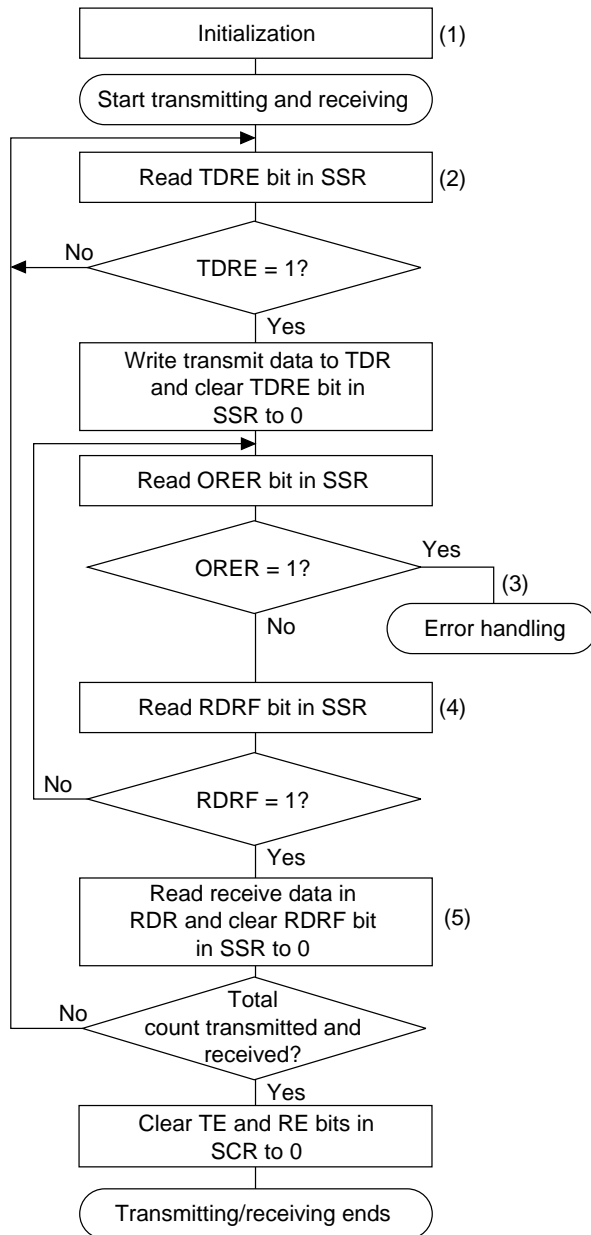 Initialization
(1)
Start transmitting and receiving
Read TDRE bit in SSR
(2)
No
TDRE = 1?
Yes
Write transmit data to TDR
and clear TDRE bit in
SSR to 0
Read ORER bit in SSR
Yes
ORER = 1?
(3)
No
Error handling
Read RDRF bit in SSR
(4)
No
RDRF = 1?
Yes
Read receive data in
RDR and clear RDRF bit
in SSR to 0
(5)
No
Total
count transmitted and
received?
Yes
Clear TE and RE bits in
SCR to 0
Transmitting/receiving ends